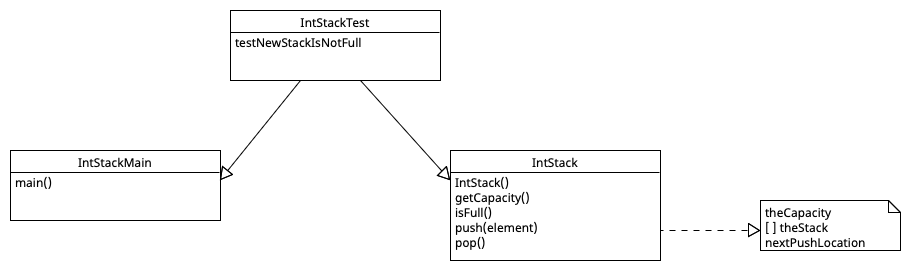 IntStackTest
testNewStackIsNotFull
IntStackMain
main()
IntStack
IntStack()
getCapacity()
isFull()
push(element)
pop()
theCapacity
[ ] theStack
nextPushLocation